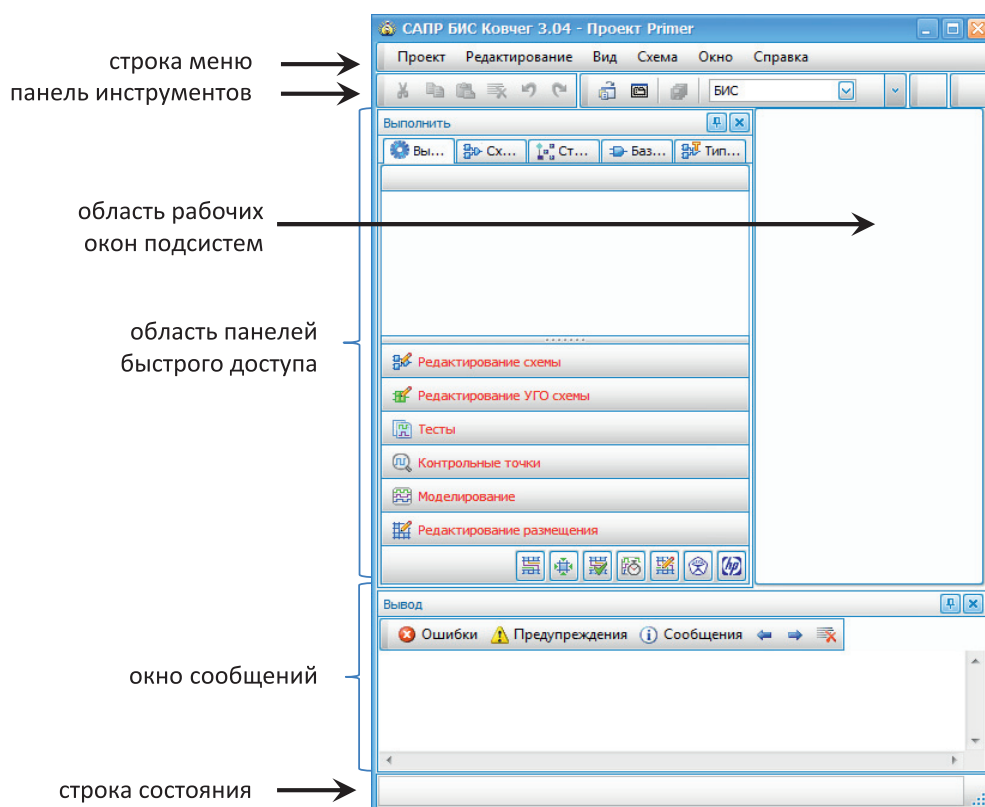 САПР БИС Ковчег 3.04 - Проект Primer
строка меню
Проект Редактирование Вид Схема Окно Справка
панель инструментов
БИС
Выполнить
Вы... Сх... Ст... Баз... Тип...
область рабочих
окон подсистем
область панелей
быстрого доступа
Редактирование схемы
Редактирование УГО схемы
Тесты
Контрольные точки
Моделирование
Редактирование размещения
hp
Вывод
Ошибки Предупреждения Сообщения
окно сообщений
строка состояния